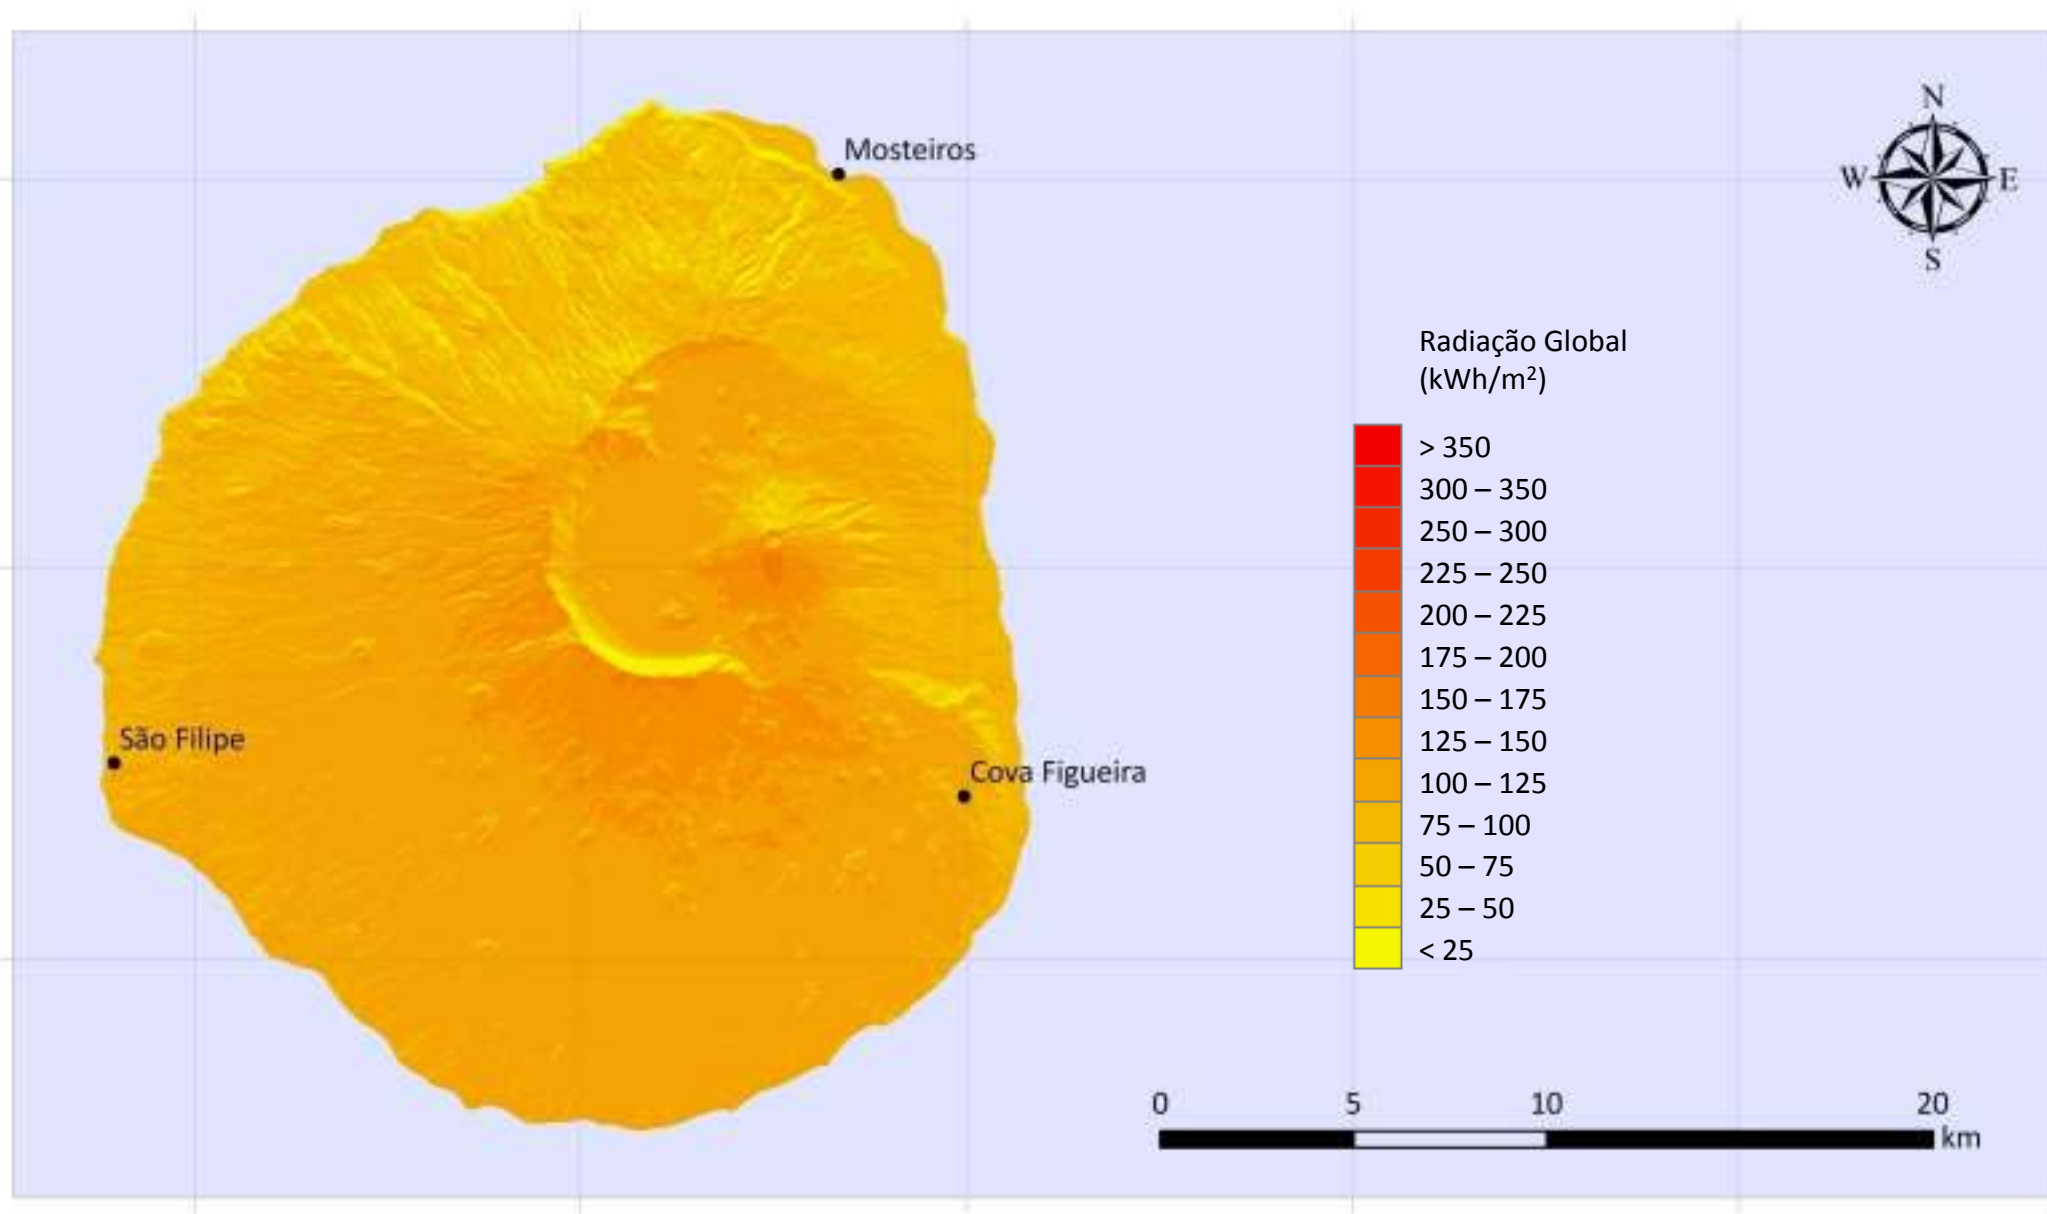 N
Mosteiros
W
E
S
Radiação Global
(kWh/m²)
> 350
300 – 350
250 – 300
225 – 250
200 – 225
175 – 200
150 – 175
125 – 150
100 – 125
75 – 100
50 – 75
25 – 50
< 25
São Filipe
Cova Figueira
0 5 10 20
km